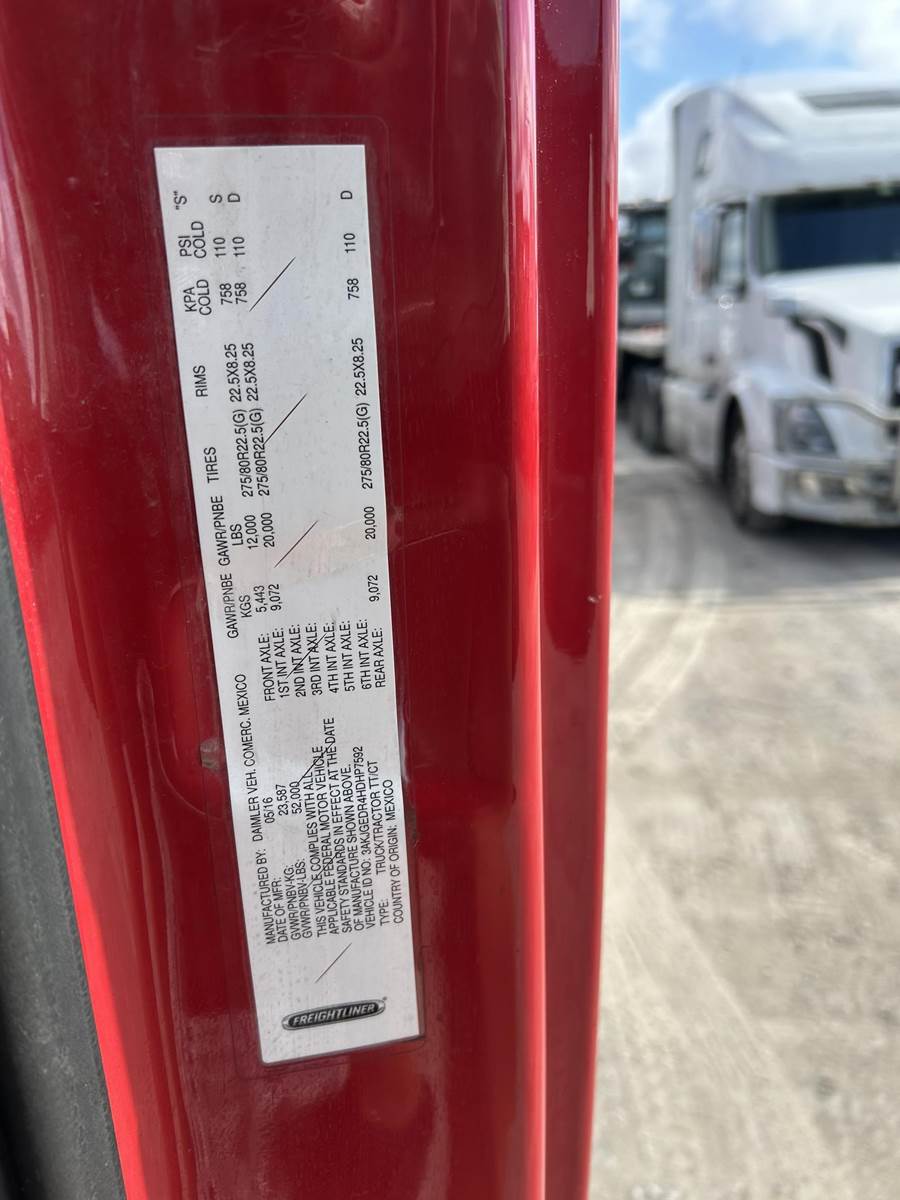 FREIGHTLINER
MANUFACTURED BY: DAIMLER VEH. COMERC. MEXICO
DATE OF MFR: 05/16
GVWR/PNBV-KG: 23,587
GVWR/PNBV-LBS: 52,000
THIS VEHICLE COMPLIES WITH ALL
APPLICABLE FEDERAL MOTOR VEHICLE
SAFETY STANDARDS IN EFFECT AT THE DATE
OF MANUFACTURE SHOWN ABOVE.
VEHICLE ID NO: 3AKJGEDR4HDHP7592
TYPE: TRUCK/TRACTOR TT/CT
COUNTRY OF ORIGIN: MEXICO
GAWR/PNBE GAWR/PNBE TIRES RIMS KPA PSI "S"
KGS LBS COLD COLD
FRONT AXLE: 5,443 12,000 275/80R22.5(G) 22.5X8.25 758 110 S
1ST INT AXLE: 9,072 20,000 275/80R22.5(G) 22.5X8.25 758 110 D
2ND INT AXLE:
3RD INT AXLE:
4TH INT AXLE:
5TH INT AXLE:
6TH INT AXLE:
REAR AXLE: 9,072 20,000 275/80R22.5(G) 22.5X8.25 758 110 D